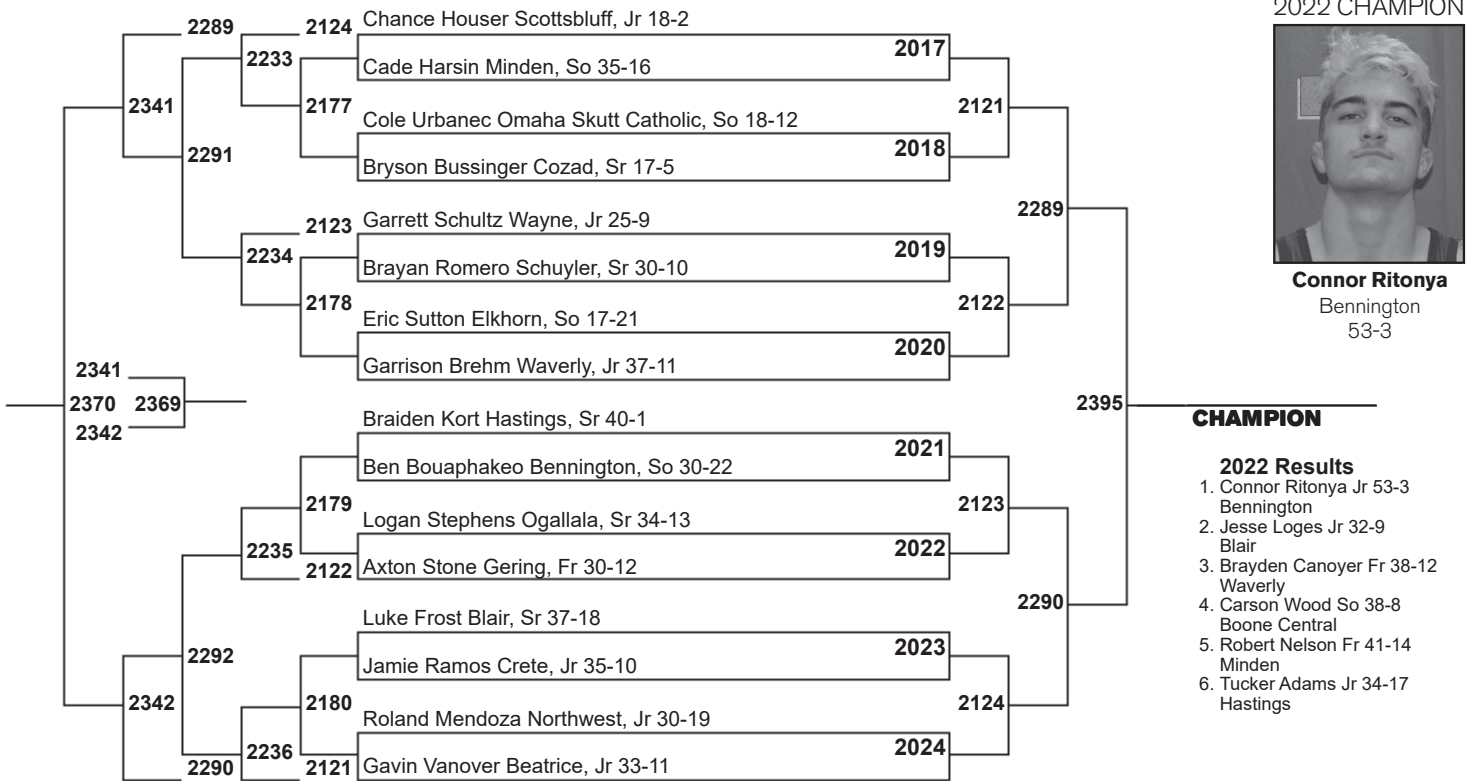 2022 CHAMPION
2289
2124
Chance Houser Scottsbluff, Jr 18-2
2233
2017
Cade Harsin Minden, So 35-16
2341
2177
Cole Urbanec Omaha Skutt Catholic, So 18-12
2121
2291
2018
Bryson Bussinger Cozad, Sr 17-5
2123
Garrett Schultz Wayne, Jr 25-9
2289
2234
2019
Brayan Romero Schuyler, Sr 30-10
2178
Eric Sutton Elkhorn, So 17-21
2122
2020
Garrison Brehm Waverly, Jr 37-11
Connor Ritonya
Bennington
53-3
2341
2370
2369
2342
2395
CHAMPION
Braiden Kort Hastings, Sr 40-1
2021
Ben Bouaphakeo Bennington, So 30-22
2179
Logan Stephens Ogallala, Sr 34-13
2123
2235
2022
2122
Axton Stone Gering, Fr 30-12
2290
Luke Frost Blair, Sr 37-18
2292
2023
Jamie Ramos Crete, Jr 35-10
2342
2180
Roland Mendoza Northwest, Jr 30-19
2124
2236
2024
2290
2121
Gavin Vanover Beatrice, Jr 33-11
2022 Results
1. Connor Ritonya Jr 53-3
Bennington
2. Jesse Loges Jr 32-9
Blair
3. Brayden Canoyer Fr 38-12
Waverly
4. Carson Wood So 38-8
Boone Central
5. Robert Nelson Fr 41-14
Minden
6. Tucker Adams Jr 34-17
Hastings